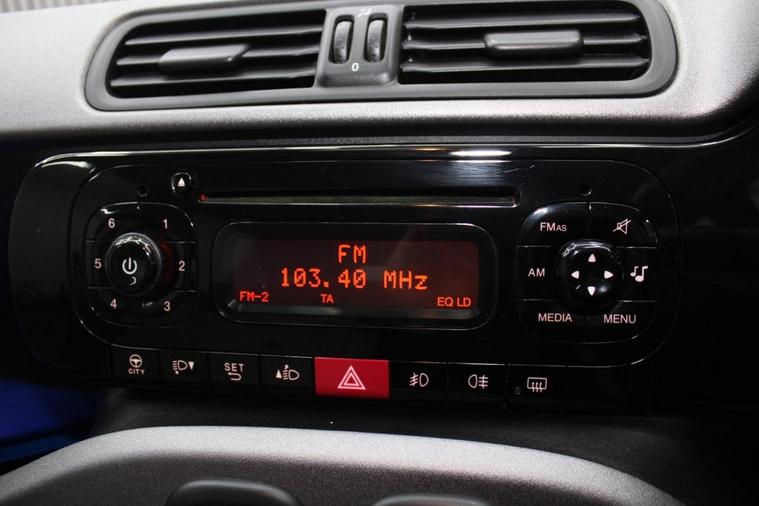 0
6 1
5 2
4 3
FM
103.40 MHz
FM-2 TA EQ LD
FMAS
AM
MEDIA MENU
CITY SET